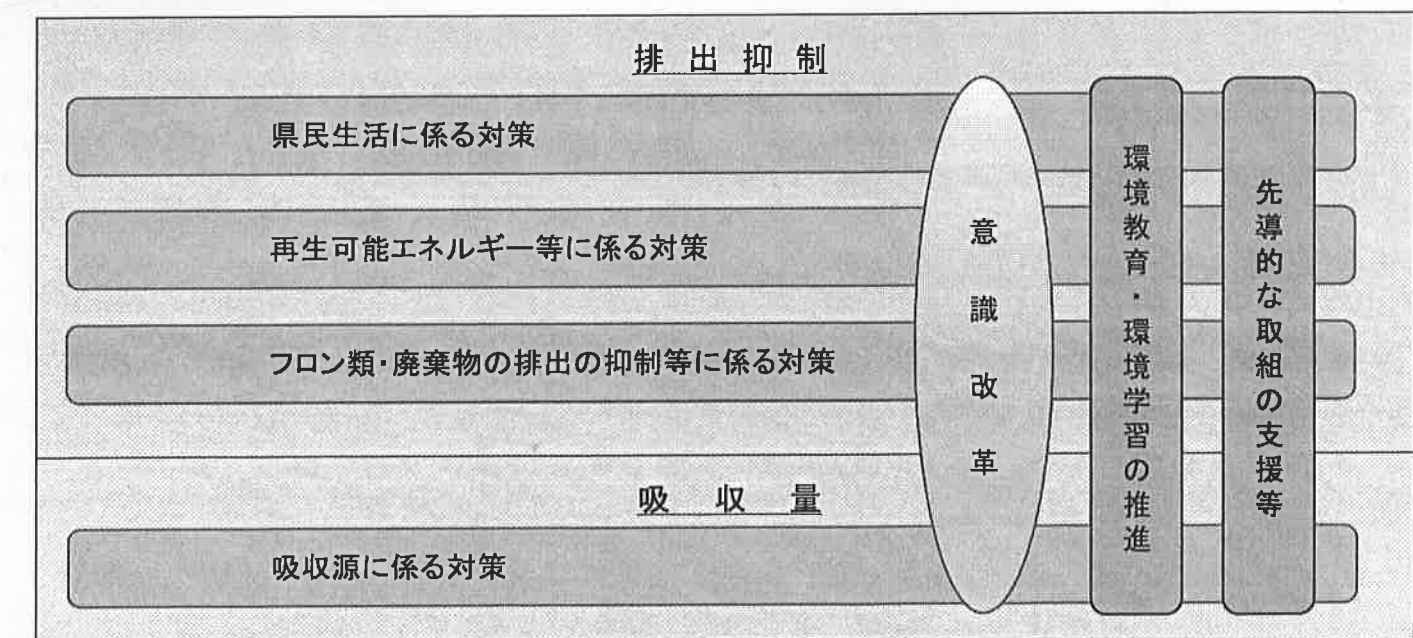 排出抑制
県民生活に係る対策
再生可能エネルギー等に係る対策
フロン類・廃棄物の排出の抑制等に係る対策
吸収量
吸収源に係る対策
意識改革
環境教育・環境学習の推進
先導的な取組の支援等